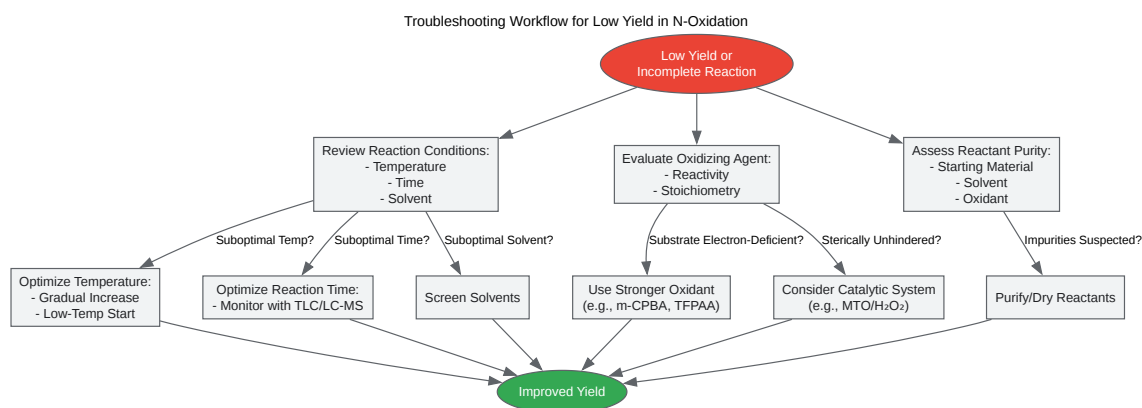 Troubleshooting Workflow for Low Yield in N-Oxidation
Low Yield or
Incomplete Reaction
Review Reaction Conditions:
- Temperature
- Time
- Solvent
Evaluate Oxidizing Agent:
- Reactivity
- Stoichiometry
Assess Reactant Purity:
- Starting Material
- Solvent
- Oxidant
Suboptimal Temp?
Suboptimal Time?
Suboptimal Solvent?
Substrate Electron-Deficient?
Sterically Unhindered?
Impurities Suspected?
Optimize Temperature:
- Gradual Increase
- Low-Temp Start
Optimize Reaction Time:
- Monitor with TLC/LC-MS
Screen Solvents
Use Stronger Oxidant
(e.g., m-CPBA, TFPAA)
Consider Catalytic System
(e.g., MTO/H₂O₂)
Purify/Dry Reactants
Improved Yield